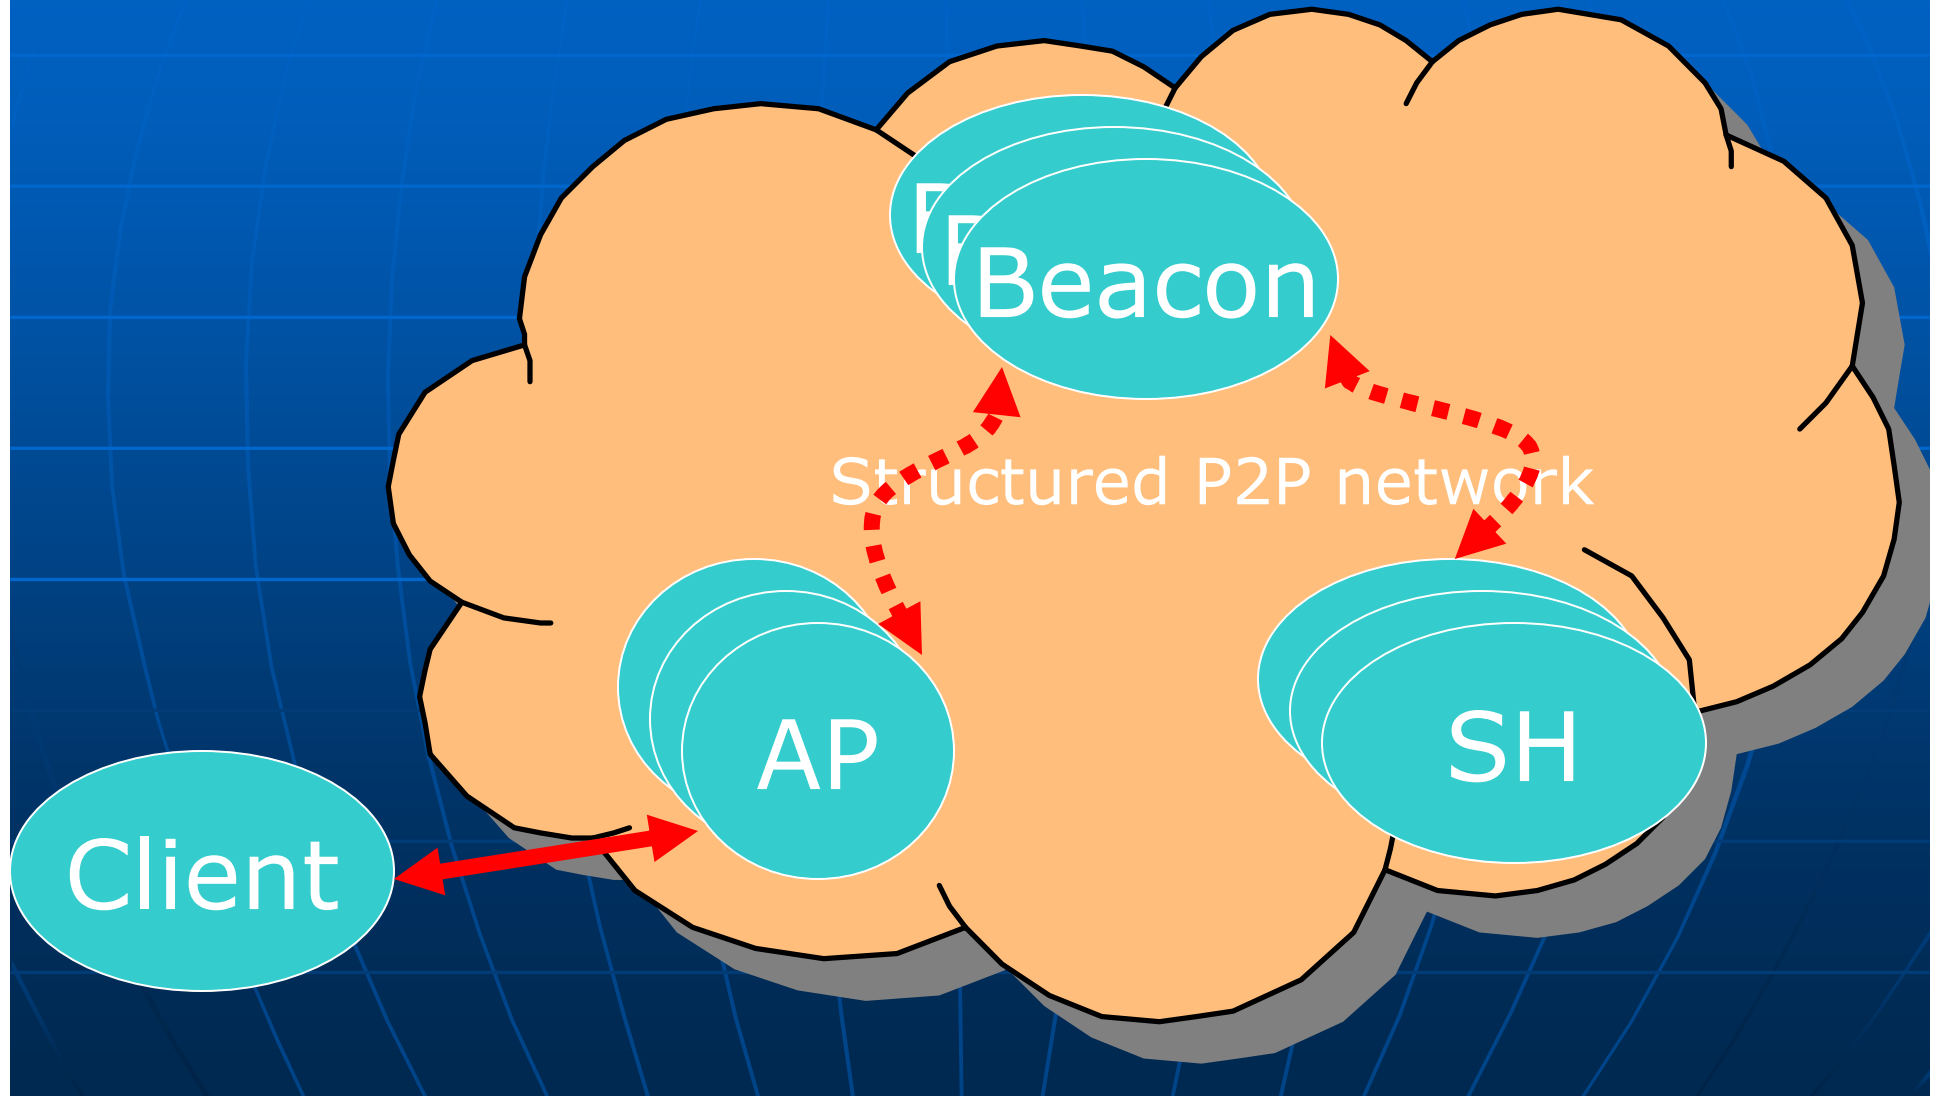 Beacon
Structured P2P network
AP
SH
Client